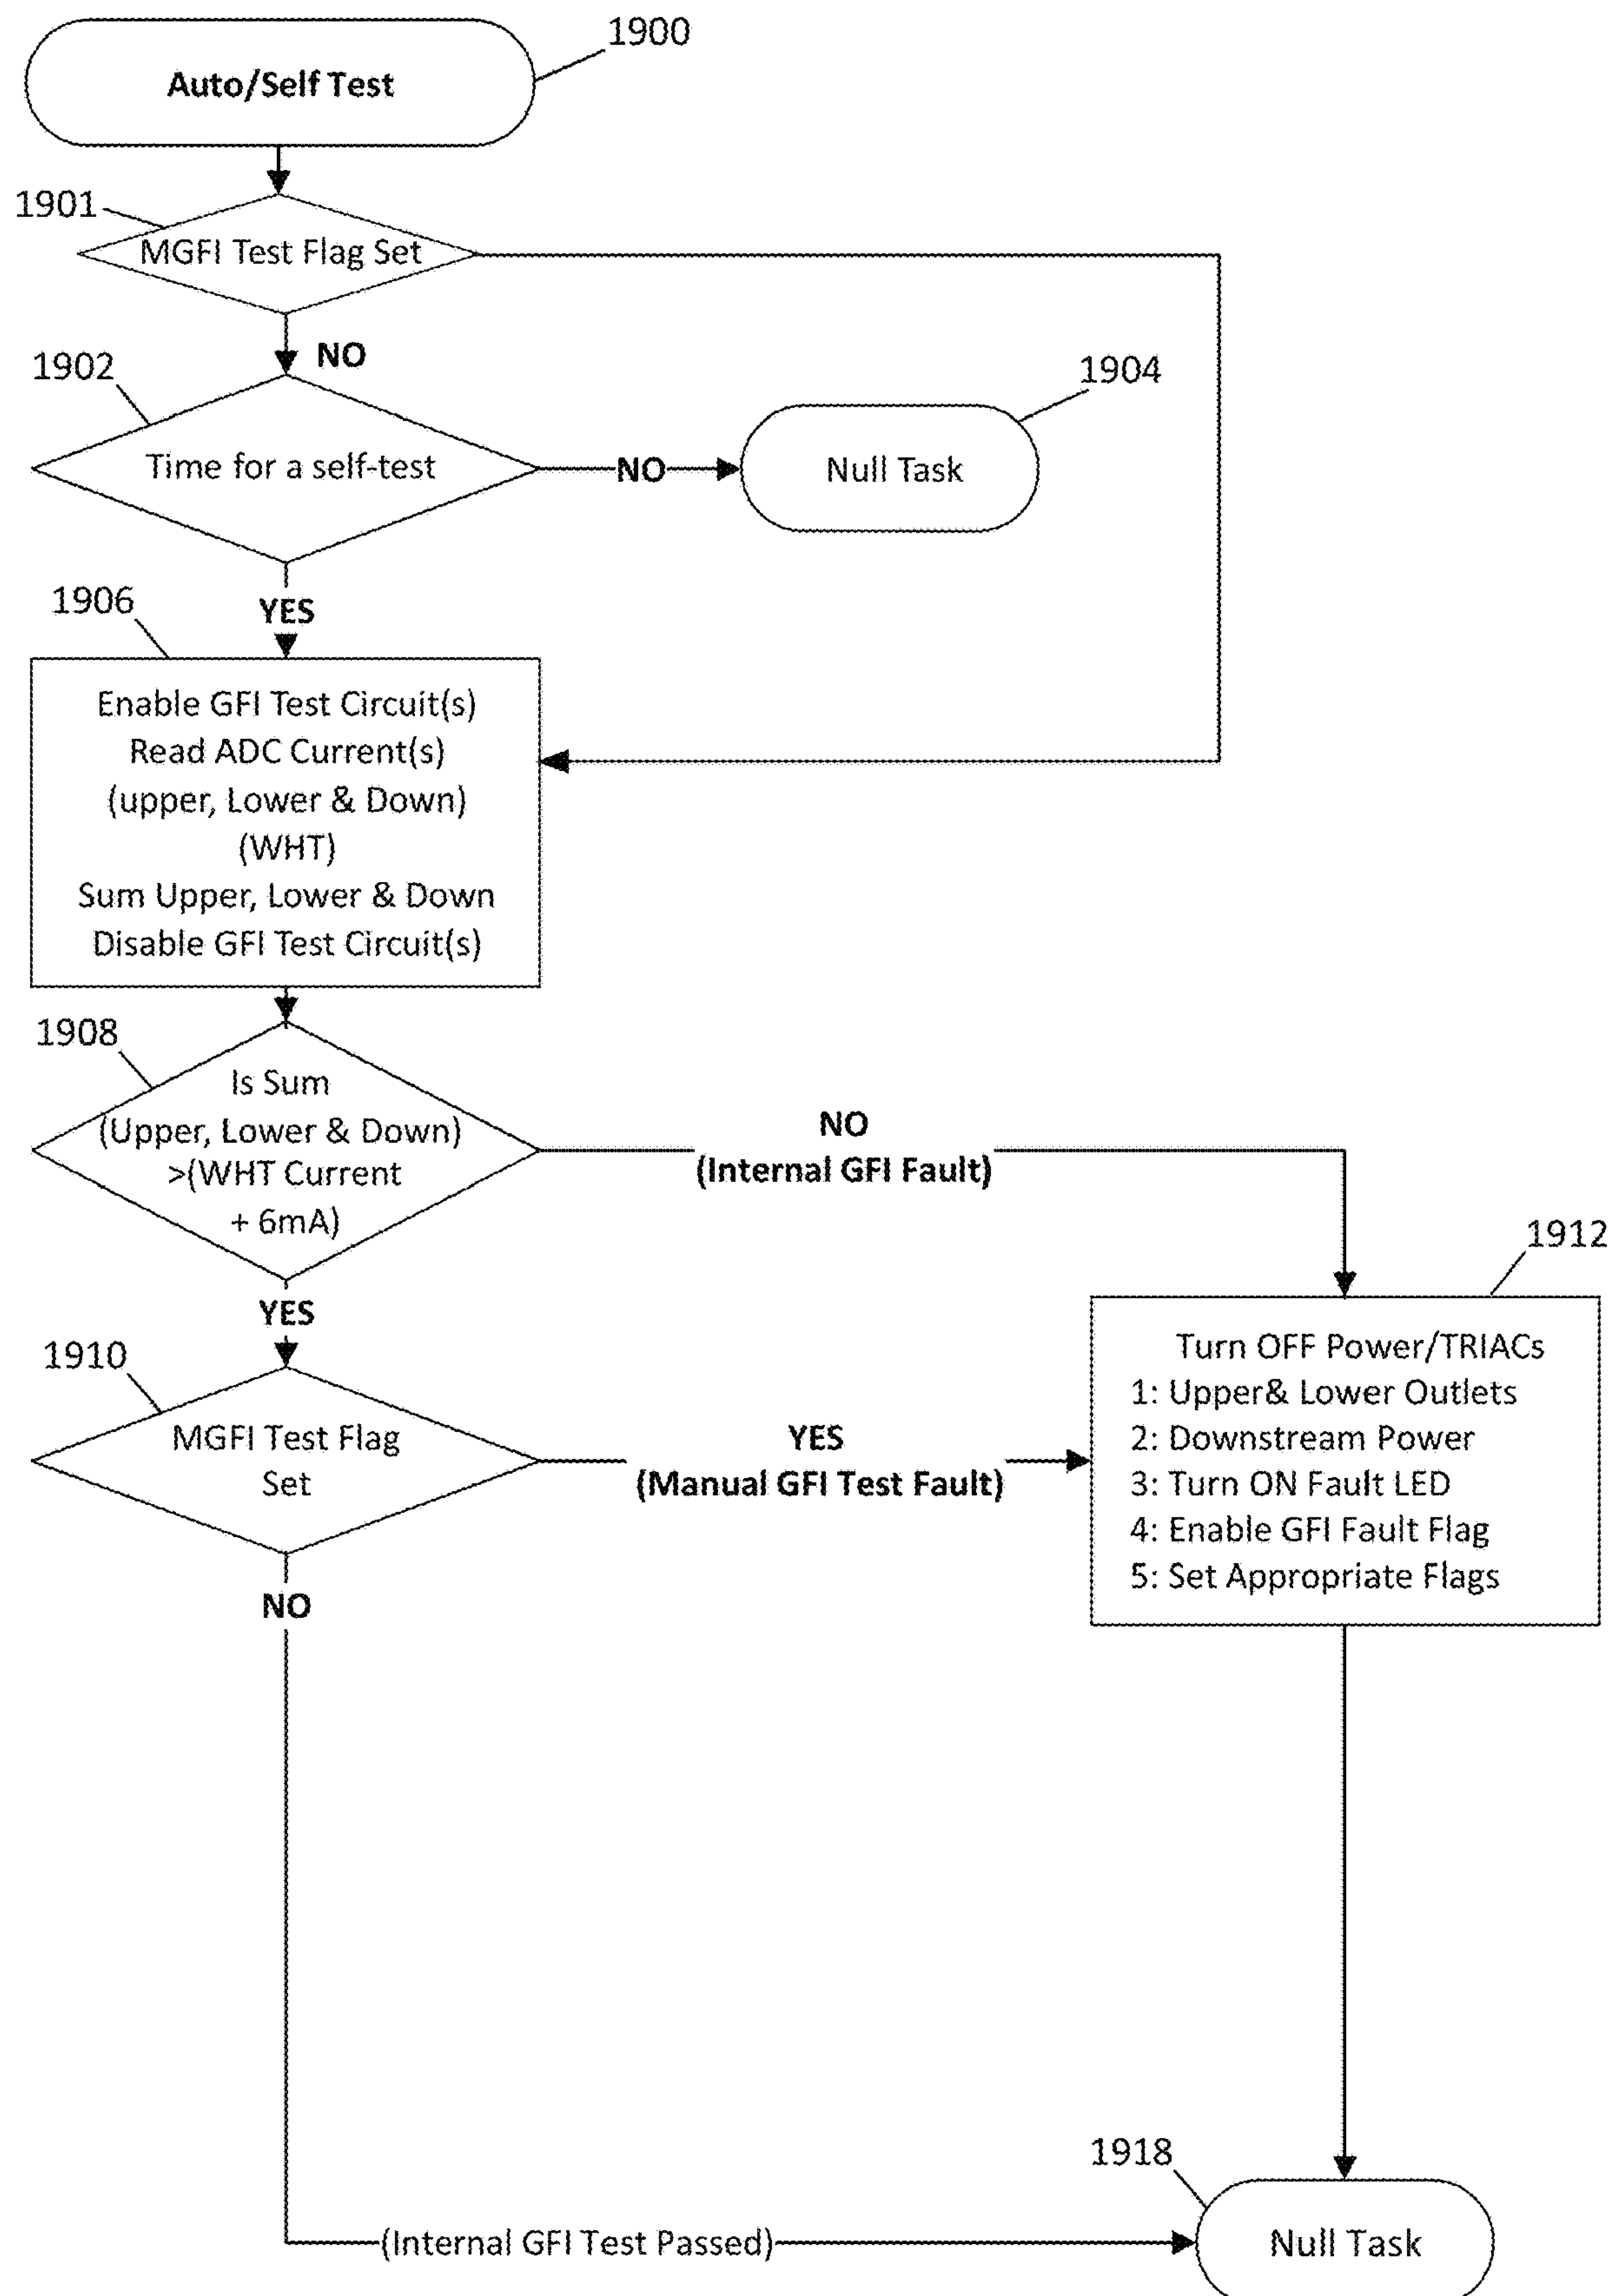 1900
Auto/Self Test
1901
MGFI Test Flag Set
NO
1902
Time for a self-test
NO
1904
Null Task
YES
1906
Enable GFI Test Circuit(s)
Read ADC Current(s)
(upper, Lower & Down)
(WHT)
Sum Upper, Lower & Down
Disable GFI Test Circuit(s)
1908
Is Sum
(Upper, Lower & Down)
>(WHT Current
+ 6mA)
NO
(Internal GFI Fault)
YES
1910
MGFI Test Flag
Set
YES
(Manual GFI Test Fault)
1912
Turn OFF Power/TRIACs
1: Upper& Lower Outlets
2: Downstream Power
3: Turn ON Fault LED
4: Enable GFI Fault Flag
5: Set Appropriate Flags
NO
(Internal GFI Test Passed)
1918
Null Task